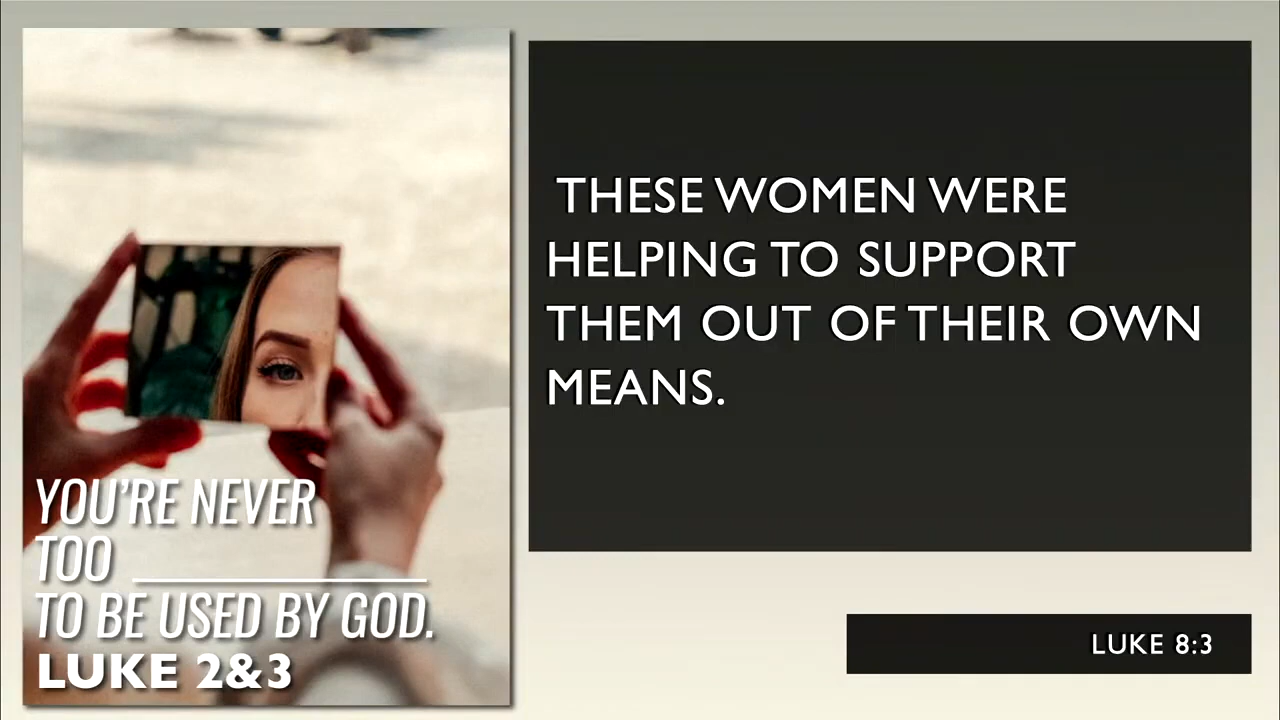 THESE WOMEN WERE
HELPING TO SUPPORT
THEM OUT OF THEIR OWN
MEANS.
YOU'RE NEVER
TOO ____________
TO BE USED BY GOD.
LUKE 2&3
LUKE 8:3